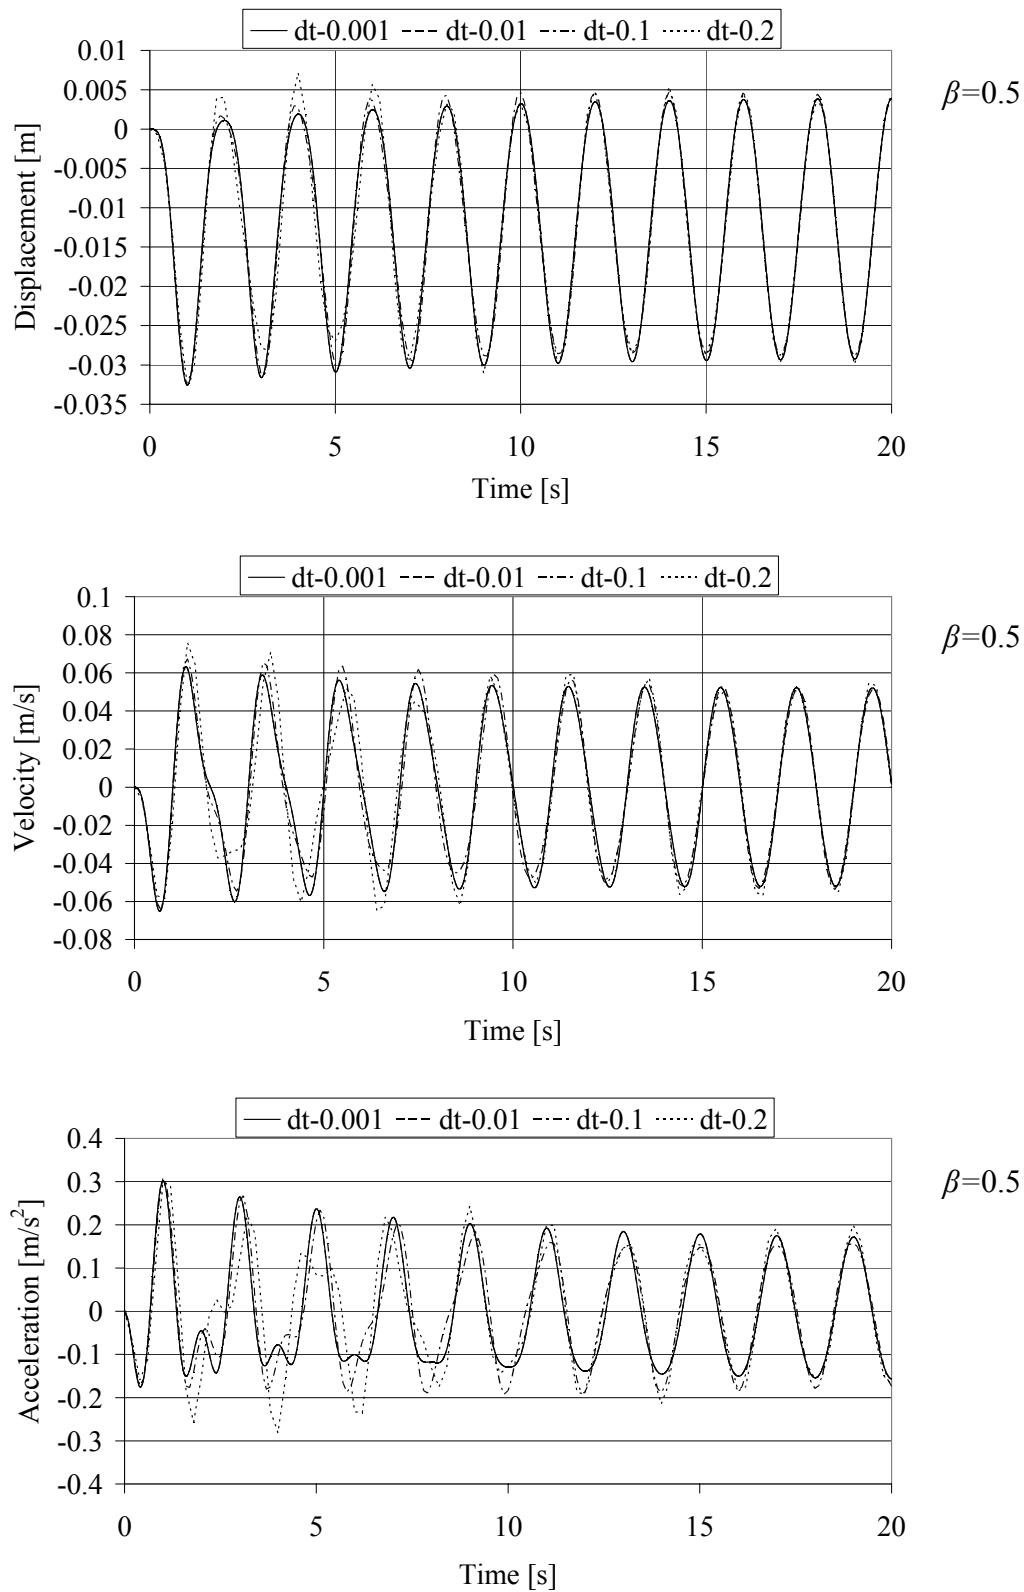 dt-0.001 dt-0.01 dt-0.1 dt-0.2
0.01
0.005
0
-0.005
-0.01
-0.015
-0.02
-0.025
-0.03
-0.035
Displacement [m]
0 5 10 15 20
Time [s]
β=0.5
dt-0.001 dt-0.01 dt-0.1 dt-0.2
0.1
0.08
0.06
0.04
0.02
0
-0.02
-0.04
-0.06
-0.08
Velocity [m/s]
0 5 10 15 20
Time [s]
β=0.5
dt-0.001 dt-0.01 dt-0.1 dt-0.2
0.4
0.3
0.2
0.1
0
-0.1
-0.2
-0.3
-0.4
Acceleration [m/s²]
0 5 10 15 20
Time [s]
β=0.5